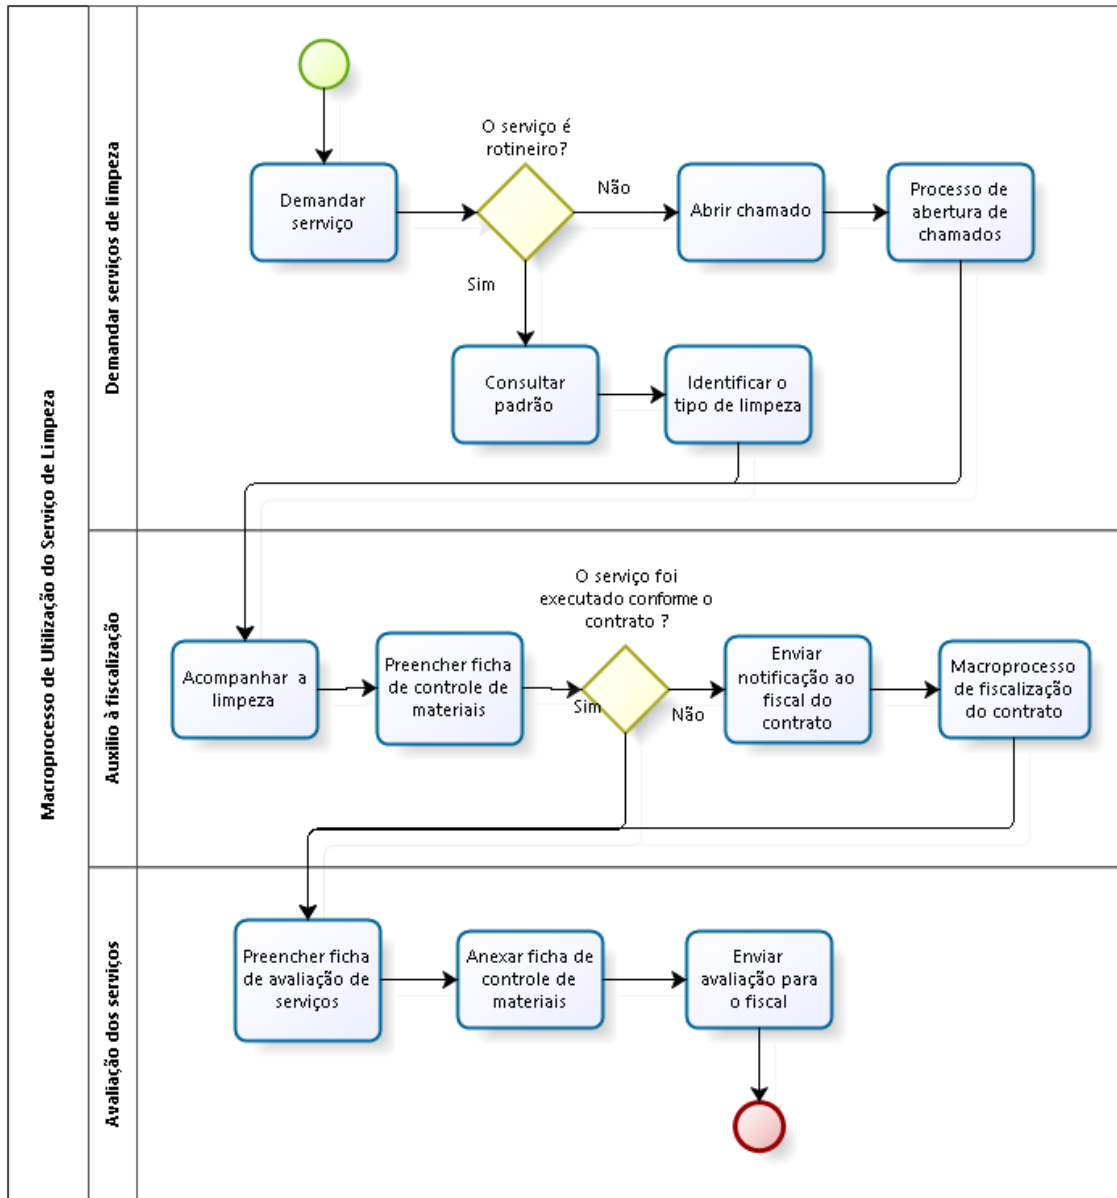 Macroprocesso de Utilização do Serviço de Limpeza
Demandar serviços de limpeza
O serviço é
rotineiro?
Demandar
serrviço
Não
Abrir chamado
Processo de
abertura de
chamados
Sim
Consultar
padrão
Identificar o
tipo de limpeza
Auxílio à fiscalização
O serviço foi
executado conforme o
contrato ?
Acompanhar a
limpeza
Preencher ficha
de controle de
materiais
Sim
Não
Enviar
notificação ao
fiscal do
contrato
Macroprocesso
de fiscalização
do contrato
Avaliação dos serviços
Preencher ficha
de avaliação de
serviços
Anexar ficha de
controle de
materiais
Enviar
avaliação para
o fiscal